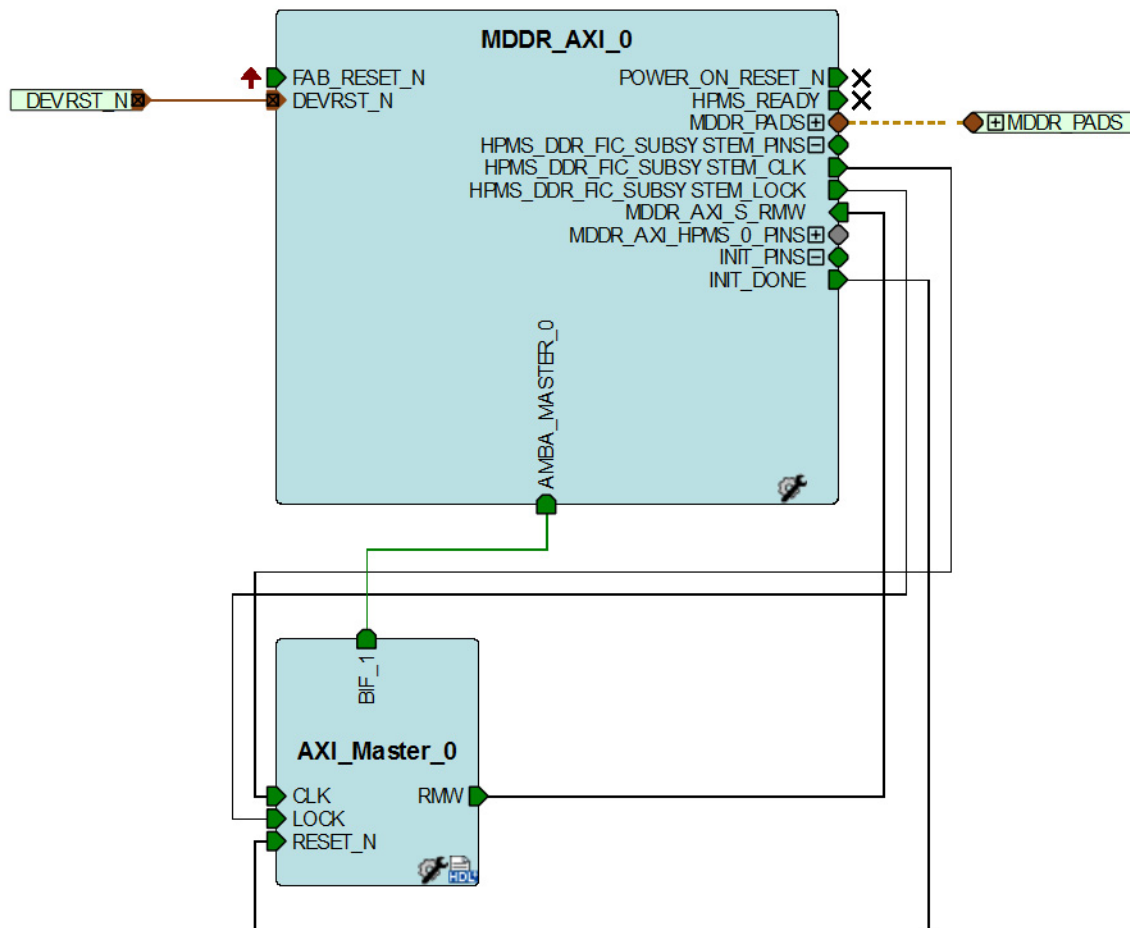 MDDR_AXI_0
FAB_RESET_N
POWER_ON_RESET_N
DEVRST_N
DEVRST_N
HPMS_READY
MDDR_PADS
MDDR_PADS
HPMS_DDR_FIC_SUBSYSTEM_PINS
HPMS_DDR_FIC_SUBSYSTEM_CLK
HPMS_DDR_FIC_SUBSYSTEM_LOCK
MDDR_AXI_S_RMW
MDDR_AXI_HPMS_0_PINS
INIT_PINS
INIT_DONE
AMBA_MASTER_0
BIF_1
AXI_Master_0
CLK
RMW
LOCK
RESET_N
HDL